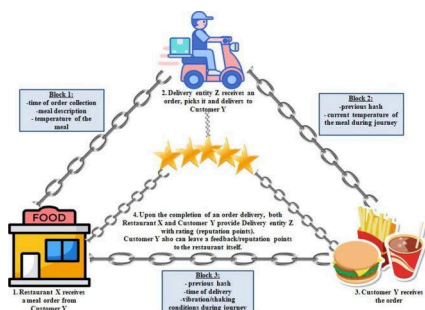 2. Delivery entity Z receives an
order, picks it and delivers to
Customer Y
Block 1:
-time of order collection
-meal description
- temperature of the
meal
Block 2:
-previous hash
- current temperature of
the meal during journey
4. Upon the completion of an order delivery, both
Restaurant X and Customer Y provide Delivery entity Z
with rating (reputation points).
Customer Y also can leave a feedback/reputation points
to the restaurant itself.
FOOD
1. Restaurant X receives
a meal order from
Customer Y
Block 3:
- previous hash
-time of delivery
- vibration/shaking
conditions during journey
3. Customer Y receives
the order